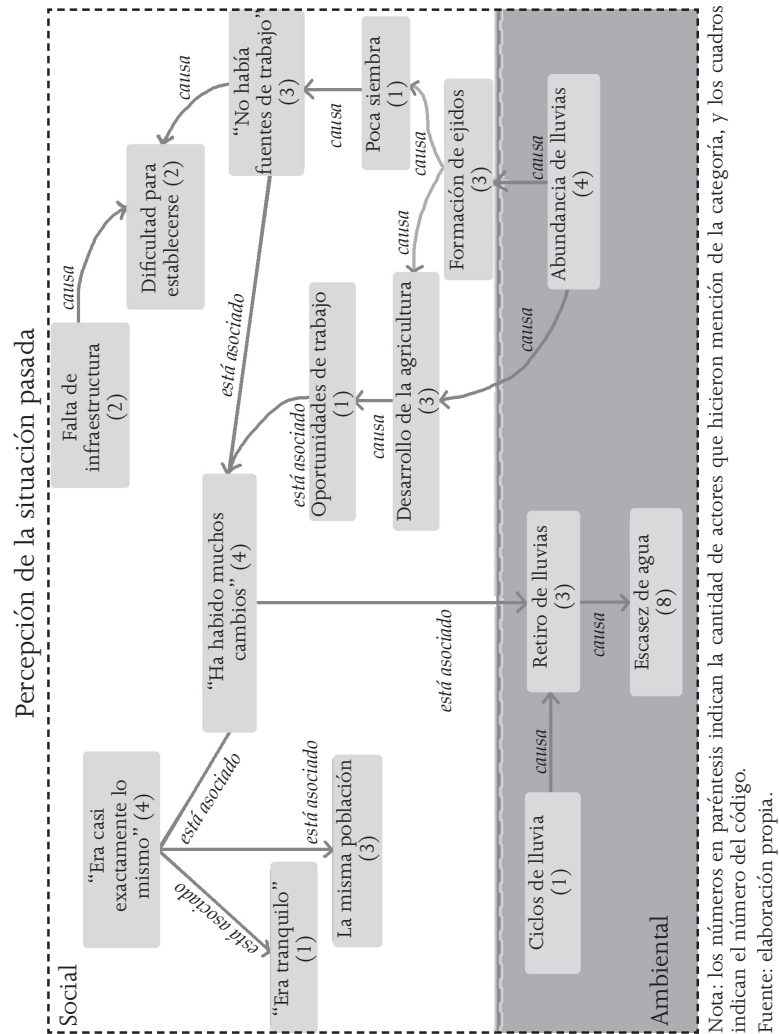 Percepción de la situación pasada
Social
“Era casi
exactamente lo
mismo” (4)
está asociado
está asociado
está asociado
“Era tranquilo”
(1)
La misma población
(3)
“Ha habido muchos
cambios” (4)
está asociado
Falta de
infraestructura
(2)
causa
Dificultad para
establecerse (2)
causa
“No había
fuentes de trabajo”
(3)
está asociado
causa
Poca siembra
(1)
está asociado
Oportunidades de trabajo
(1)
causa
Desarrollo de la agricultura
(3)
causa
causa
Formación de ejidos
(3)
causa
causa
Abundancia de lluvias
(4)
Ciclos de lluvia
(1)
causa
Retiro de lluvias
(3)
causa
Escasez de agua
(8)
Ambiental
Nota: los números en paréntesis indican la cantidad de actores que hicieron mención de la categoría, y los cuadros
indican el número del código.
Fuente: elaboración propia.